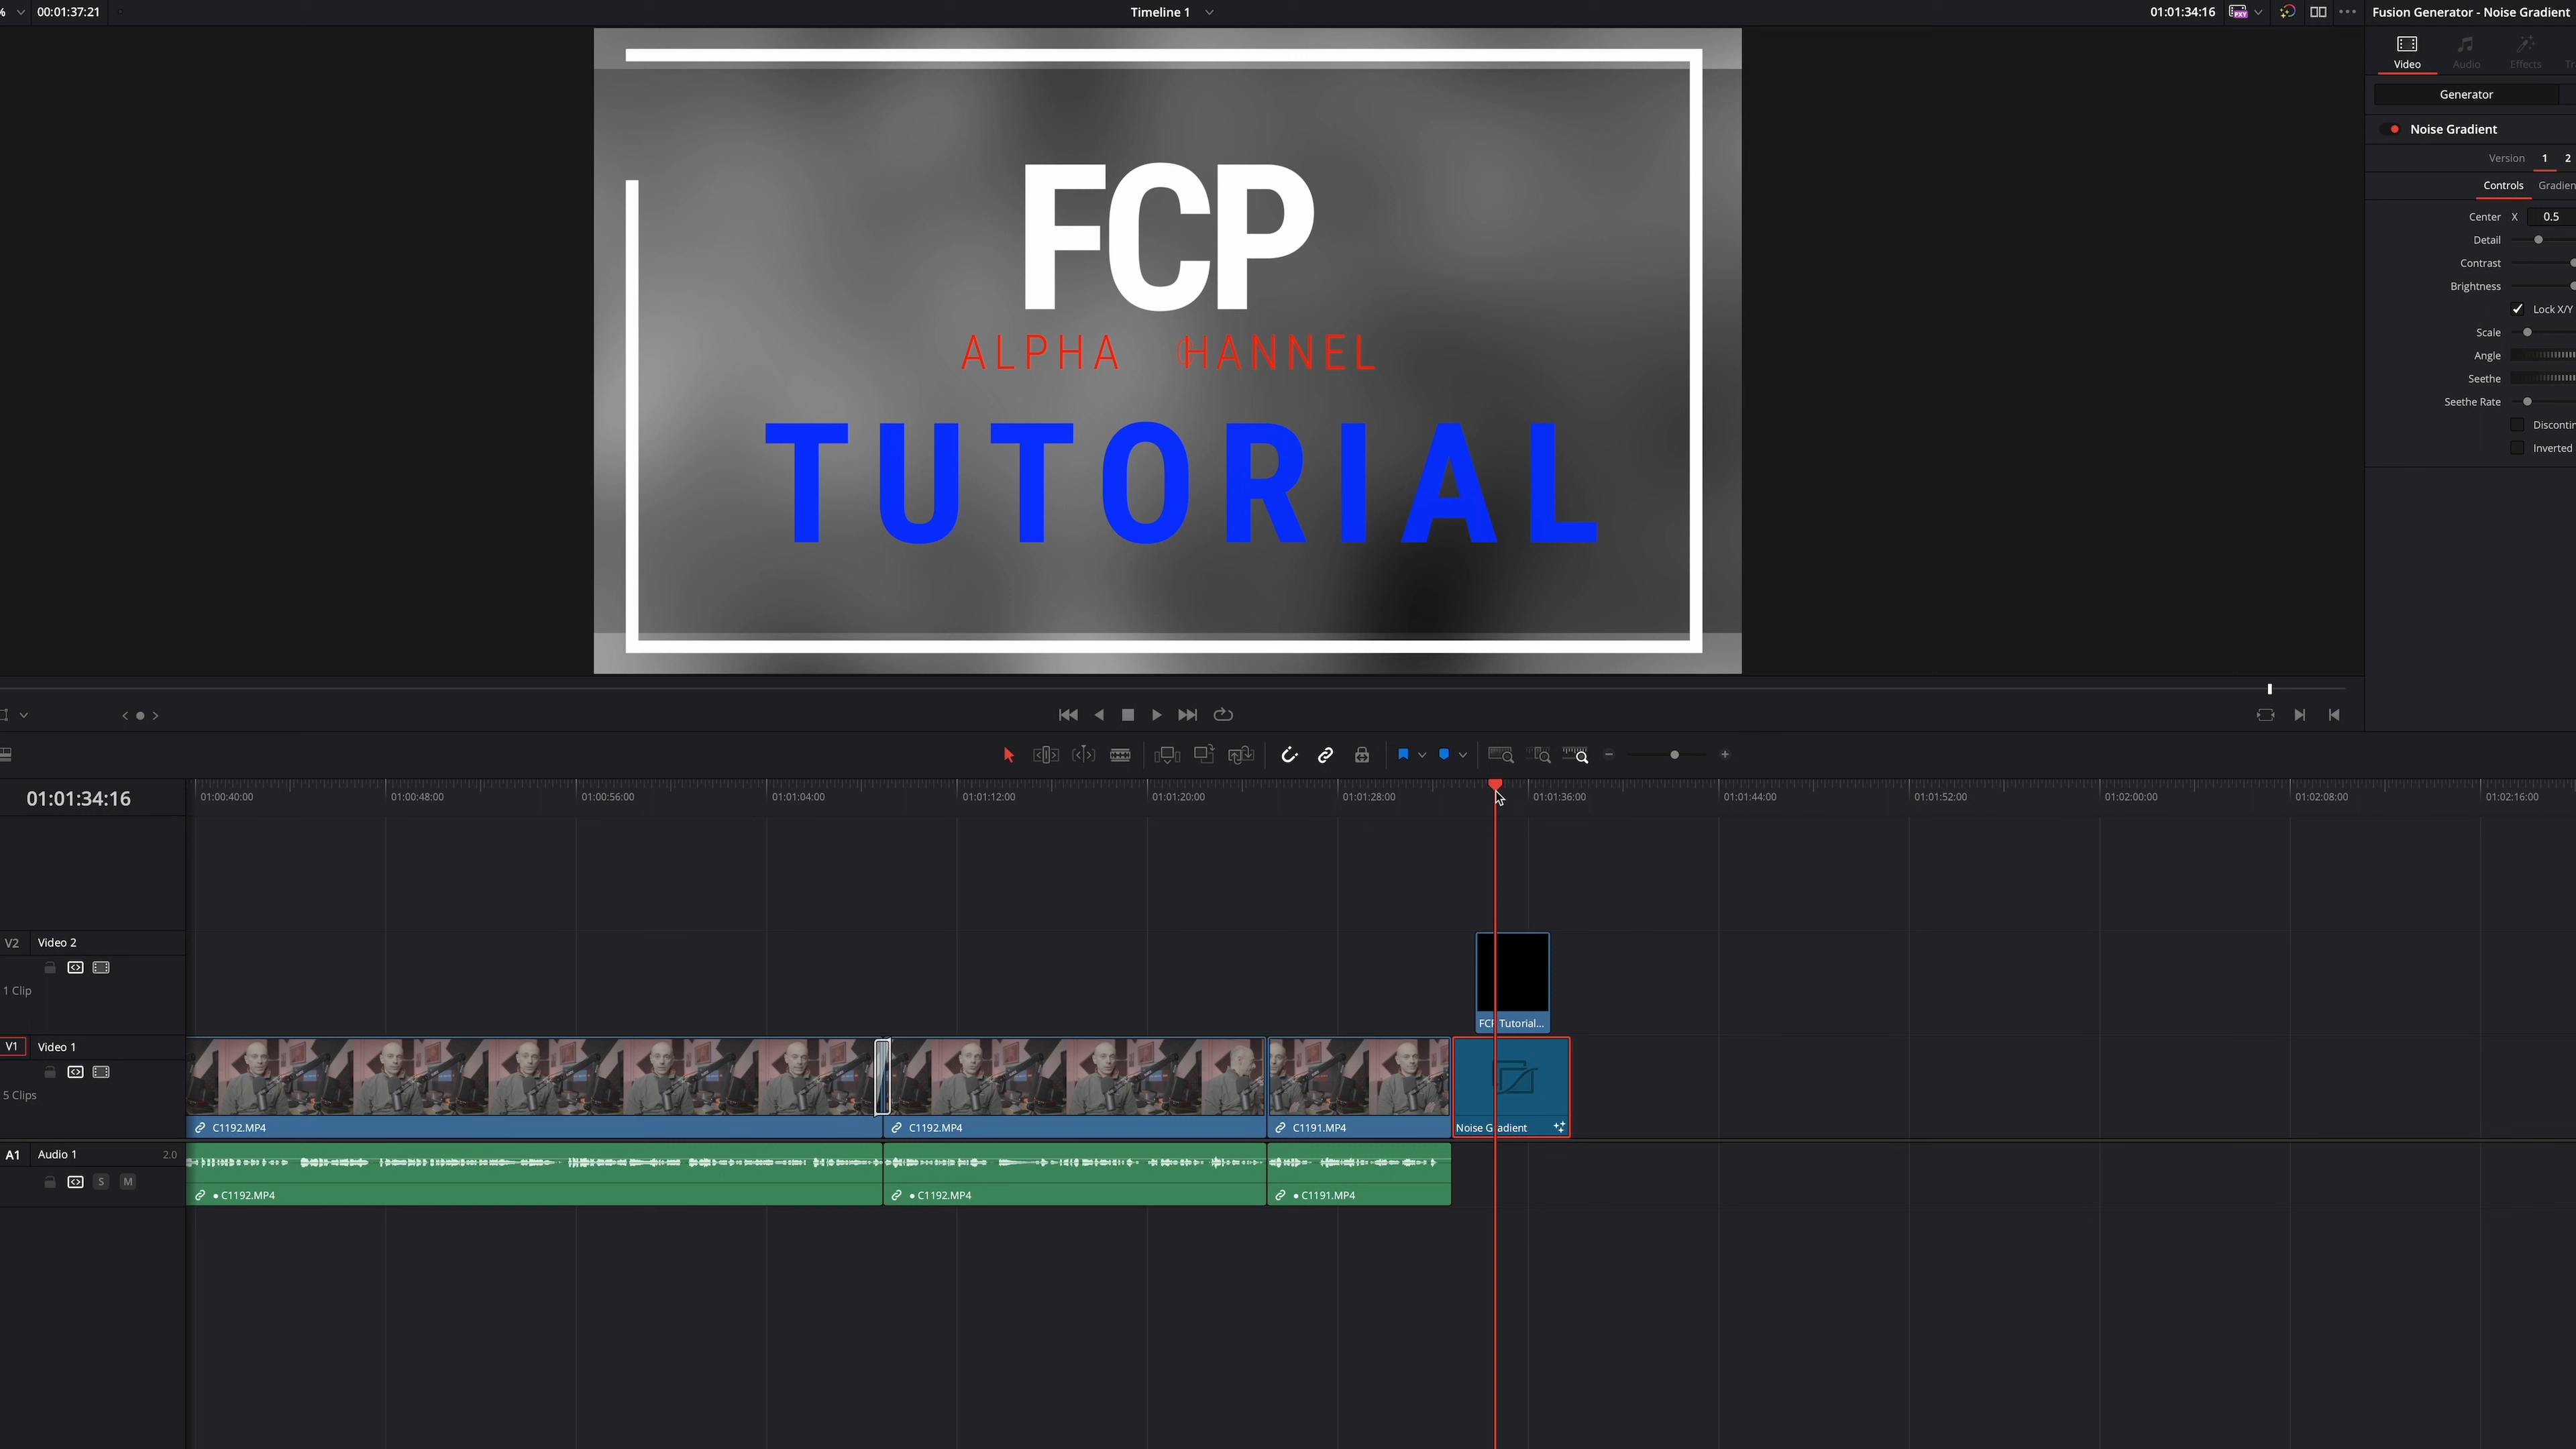 00:01:37:21
Timeline 1
01:01:34:16
PXY
Fusion Generator - Noise Gradient
Video
Audio
Effects
Generator
Noise Gradient
Version 1 2
Controls
Center X 0.5
Detail
Contrast
Brightness
Lock X/Y
Scale
Angle
Seethe
Seethe Rate
Inverted
FCP
ALPHA HANNEL
TUTORIAL
01:01:34:16
01:00:40:00
01:00:48:00
01:00:56:00
01:01:04:00
01:01:12:00
01:01:20:00
01:01:28:00
01:01:36:00
01:01:44:00
01:01:52:00
01:02:00:00
01:02:08:00
01:02:16:00
V2 Video 2
1 Clip
FCP Tutorial...
V1 Video 1
5 Clips
C1192.MP4
C1192.MP4
C1191.MP4
Noise Gradient
A1 Audio 1 2.0
S M
C1192.MP4
C1192.MP4
C1191.MP4